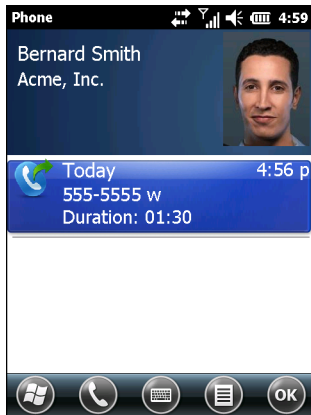 Phone 4:59
Bernard Smith
Acme, Inc.
Today 4:56 p
555-5555 w
Duration: 01:30
OK